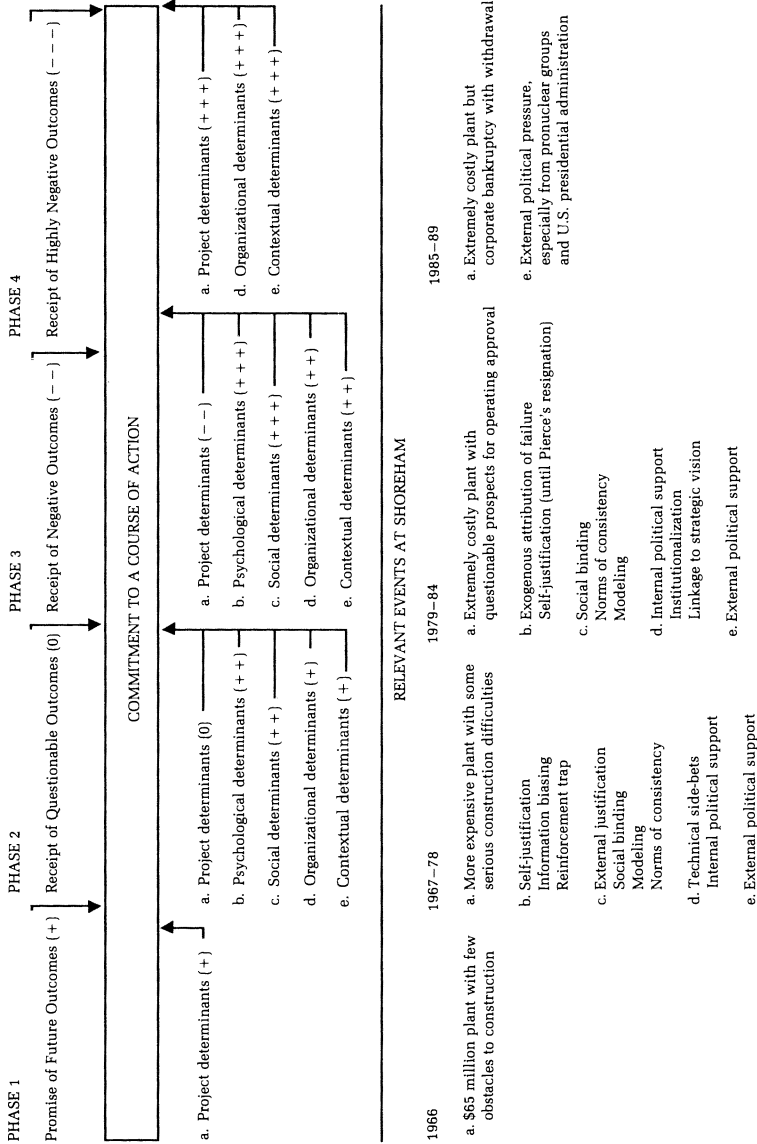 PHASE 1
Promise of Future Outcomes (+)
PHASE 2
Receipt of Questionable Outcomes (0)
PHASE 3
Receipt of Negative Outcomes (− −)
PHASE 4
Receipt of Highly Negative Outcomes (− − −)
COMMITMENT TO A COURSE OF ACTION
a. Project determinants (+)
a. Project determinants (0)
b. Psychological determinants (+ +)
c. Social determinants (+ +)
d. Organizational determinants (+)
e. Contextual determinants (+)
a. Project determinants (− −)
b. Psychological determinants (+ + +)
c. Social determinants (+ + +)
d. Organizational determinants (+ +)
e. Contextual determinants (+ +)
a. Project determinants (+ + +)
d. Organizational determinants (+ + +)
e. Contextual determinants (+ + +)
RELEVANT EVENTS AT SHOREHAM
1966
a. $65 million plant with few
obstacles to construction
1967–78
a. More expensive plant with some
serious construction difficulties
b. Self-justification
Information biasing
Reinforcement trap
c. External justification
Social binding
Modeling
Norms of consistency
d. Technical side-bets
Internal political support
e. External political support
1979–84
a. Extremely costly plant with
questionable prospects for operating approval
b. Exogenous attribution of failure
Self-justification (until Pierce's resignation)
c. Social binding
Norms of consistency
Modeling
d. Internal political support
Institutionalization
Linkage to strategic vision
e. External political support
1985–89
a. Extremely costly plant but
corporate bankruptcy with withdrawal
e. External political pressure,
especially from pronuclear groups
and U.S. presidential administration